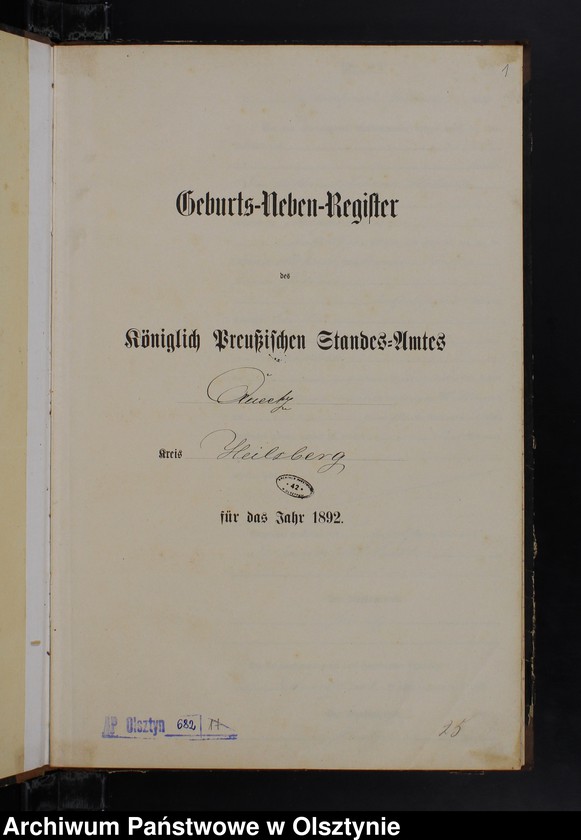 1
Geburts-Neben-Register
des
Königlich Preußischen Standes-Amtes
Queetz
Kreis Heilsberg
42
für das Jahr 1892.
AP Olsztyn 682 11
25
Archiwum Państwowe w Olsztynie